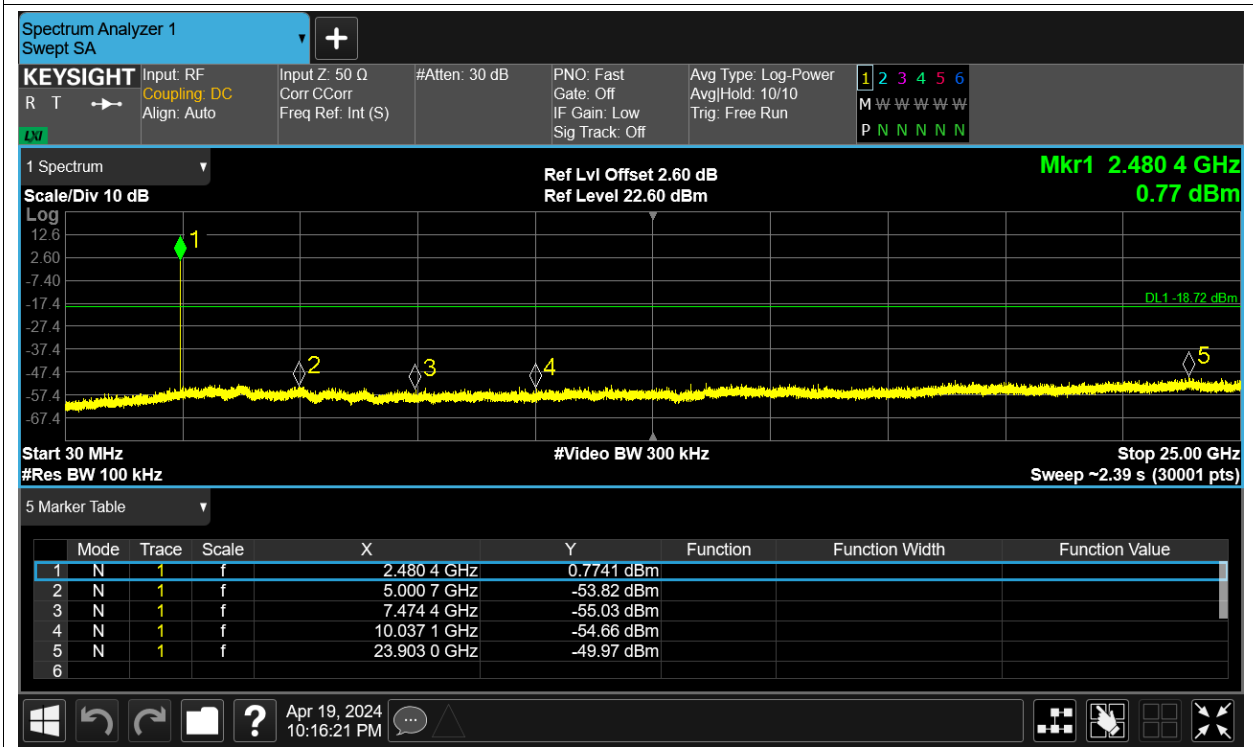 Spectrum Analyzer 1
Swept SA
+
KEYSIGHT Input: RF Input Z: 50 Ω #Atten: 30 dB PNO: Fast Avg Type: Log-Power 1 2 3 4 5 6
R T Coupling: DC Corr CCorr Gate: Off Avg|Hold: 10/10 M W W W W W
Align: Auto Freq Ref: Int (S) IF Gain: Low Trig: Free Run
LXI Sig Track: Off P N N N N N
1 Spectrum Ref Lvl Offset 2.60 dB Mkr1 2.480 4 GHz
Scale/Div 10 dB Ref Level 22.60 dBm 0.77 dBm
Log
12.6 1
2.60
-7.40
-17.4 DL1 -18.72 dBm
-27.4
-37.4
-47.4 2 3 4 5
-57.4
-67.4
Start 30 MHz #Video BW 300 kHz Stop 25.00 GHz
#Res BW 100 kHz Sweep ~2.39 s (30001 pts)
5 Marker Table
Mode Trace Scale X Y Function Function Width Function Value
1 N 1 f 2.480 4 GHz 0.7741 dBm
2 N 1 f 5.000 7 GHz -53.82 dBm
3 N 1 f 7.474 4 GHz -55.03 dBm
4 N 1 f 10.037 1 GHz -54.66 dBm
5 N 1 f 23.903 0 GHz -49.97 dBm
6
? Apr 19, 2024
10:16:21 PM